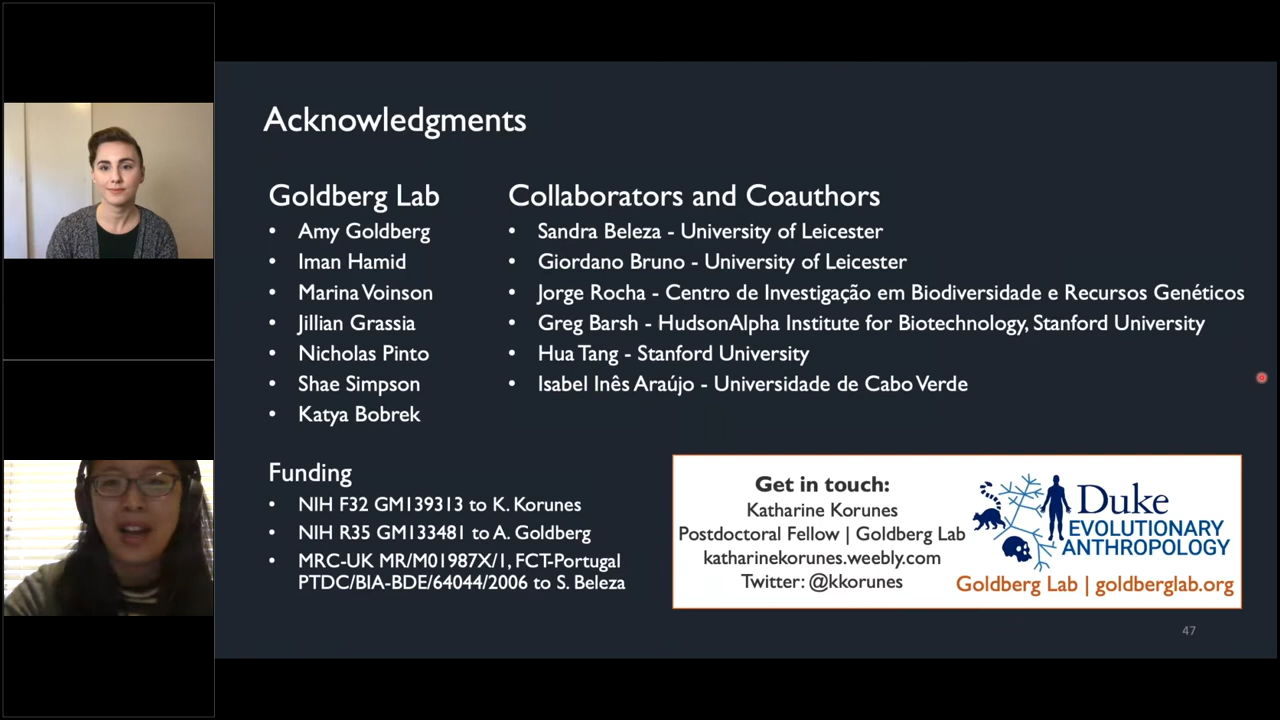 Acknowledgments
Goldberg Lab
• Amy Goldberg
• Iman Hamid
• Marina Voinson
• Jillian Grassia
• Nicholas Pinto
• Shae Simpson
• Katya Bobrek
Collaborators and Coauthors
• Sandra Beleza - University of Leicester
• Giordano Bruno - University of Leicester
• Jorge Rocha - Centro de Investigação em Biodiversidade e Recursos Genéticos
• Greg Barsh - HudsonAlpha Institute for Biotechnology, Stanford University
• Hua Tang - Stanford University
• Isabel Inês Araújo - Universidade de Cabo Verde
Funding
• NIH F32 GM139313 to K. Korunes
• NIH R35 GM133481 to A. Goldberg
• MRC-UK MR/M01987X/1, FCT-Portugal
PTDC/BIA-BDE/64044/2006 to S. Beleza
Get in touch:
Katharine Korunes
Postdoctoral Fellow | Goldberg Lab
katharinekorunes.weebly.com
Twitter: @kkorunes
Duke
EVOLUTIONARY
ANTHROPOLOGY
Goldberg Lab | goldberglab.org
47